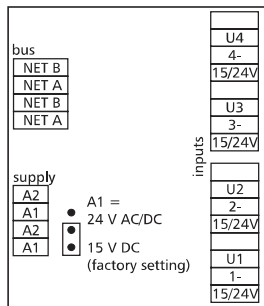 bus
NET B
NET A
NET B
NET A
supply
A2
A1
A2
A1
A1 =
24 V AC/DC
15 V DC
(factory setting)
inputs
U4
4-
15/24V
U3
3-
15/24V
U2
2-
15/24V
U1
1-
15/24V